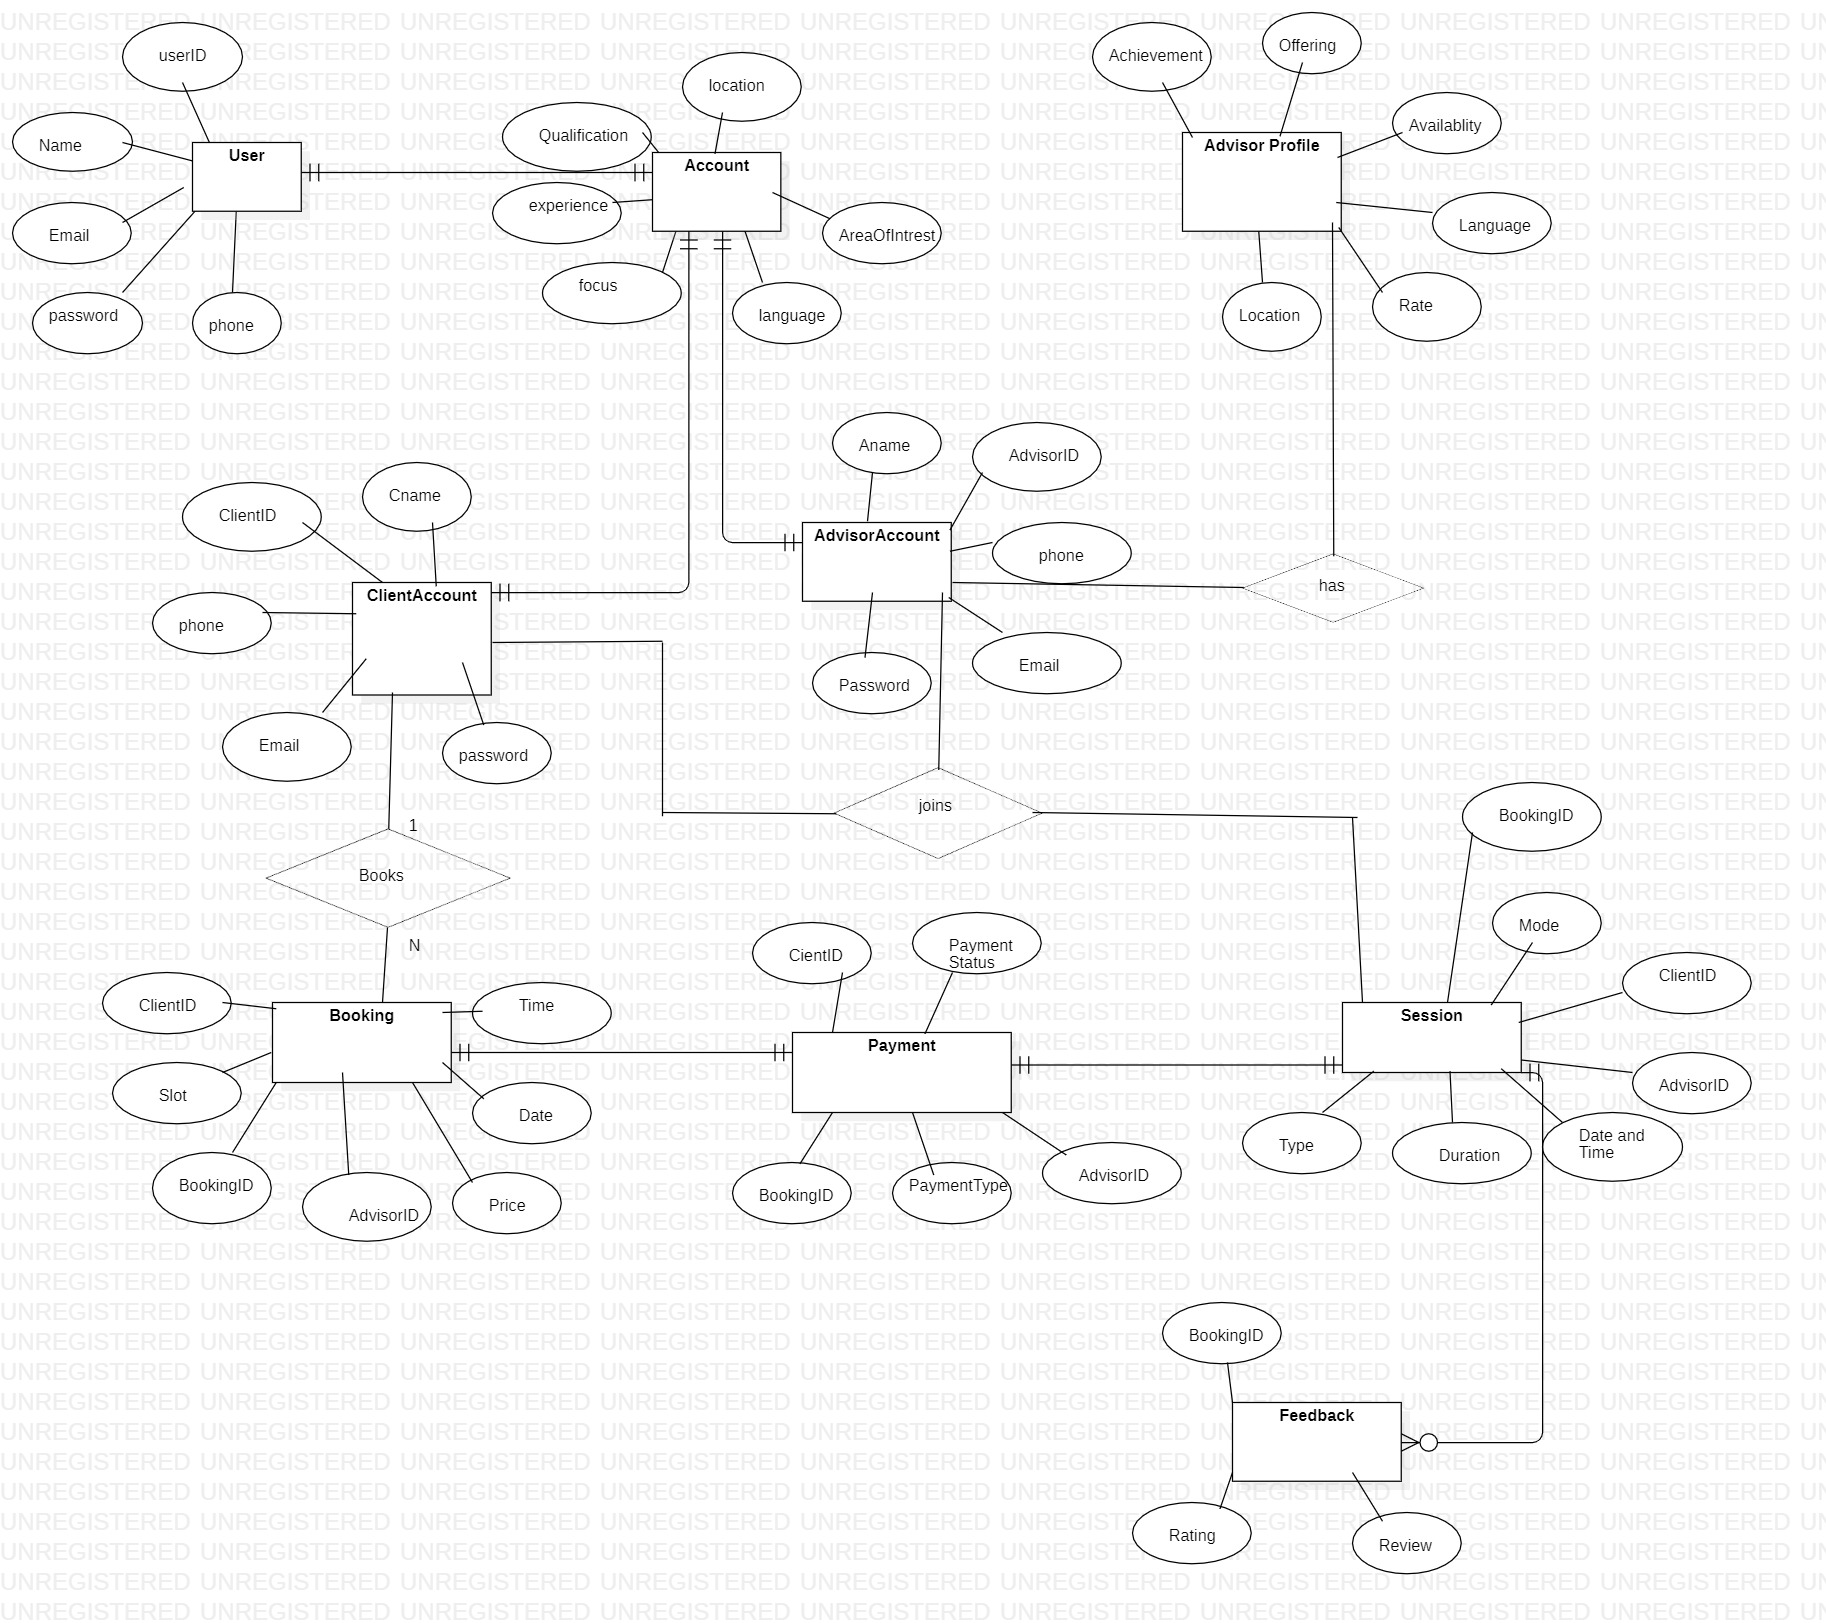 userID
Name
Email
password
phone
User
Qualification
location
experience
focus
language
AreaOfIntrest
Account
Achievement
Offering
Availablity
Language
Rate
Location
Advisor Profile
Aname
AdvisorID
phone
Email
Password
AdvisorAccount
has
ClientID
Cname
phone
Email
password
ClientAccount
joins
1
Books
N
ClientID
Time
Slot
Date
BookingID
AdvisorID
Price
Booking
CientID
Payment
Status
BookingID
PaymentType
AdvisorID
Payment
BookingID
Mode
ClientID
AdvisorID
Type
Duration
Date and
Time
Session
BookingID
Feedback
Rating
Review
UNREGISTERED